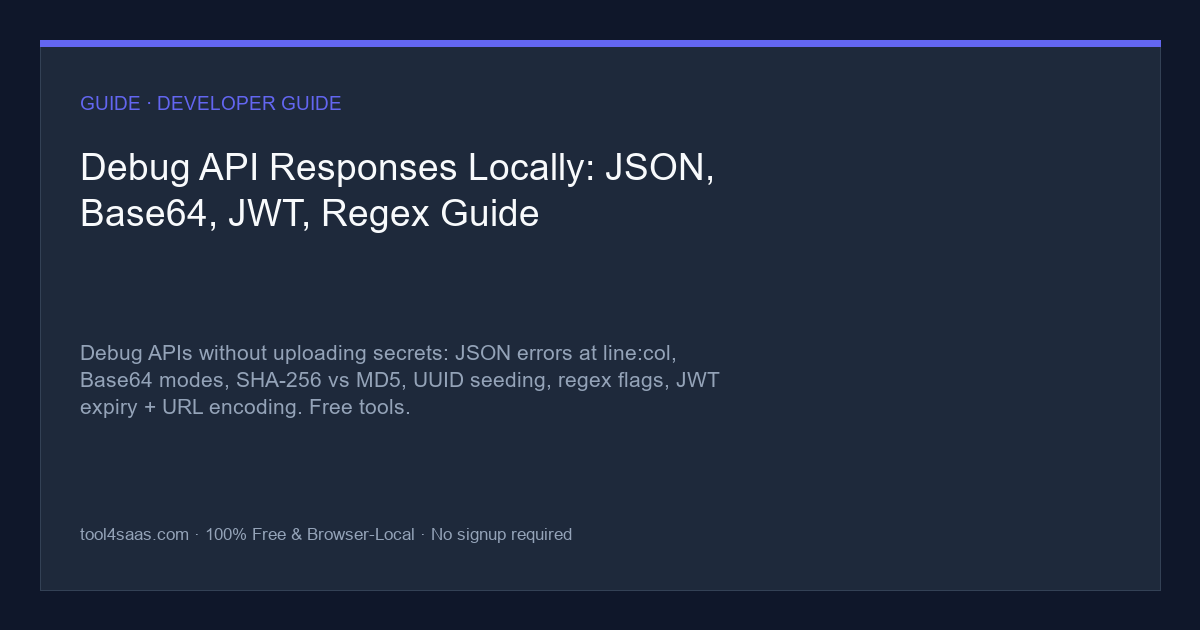 GUIDE · DEVELOPER GUIDE
Debug API Responses Locally: JSON,
Base64, JWT, Regex Guide
Debug APIs without uploading secrets: JSON errors at line:col,
Base64 modes, SHA-256 vs MD5, UUID seeding, regex flags, JWT
expiry + URL encoding. Free tools.
tool4saas.com · 100% Free & Browser-Local · No signup required